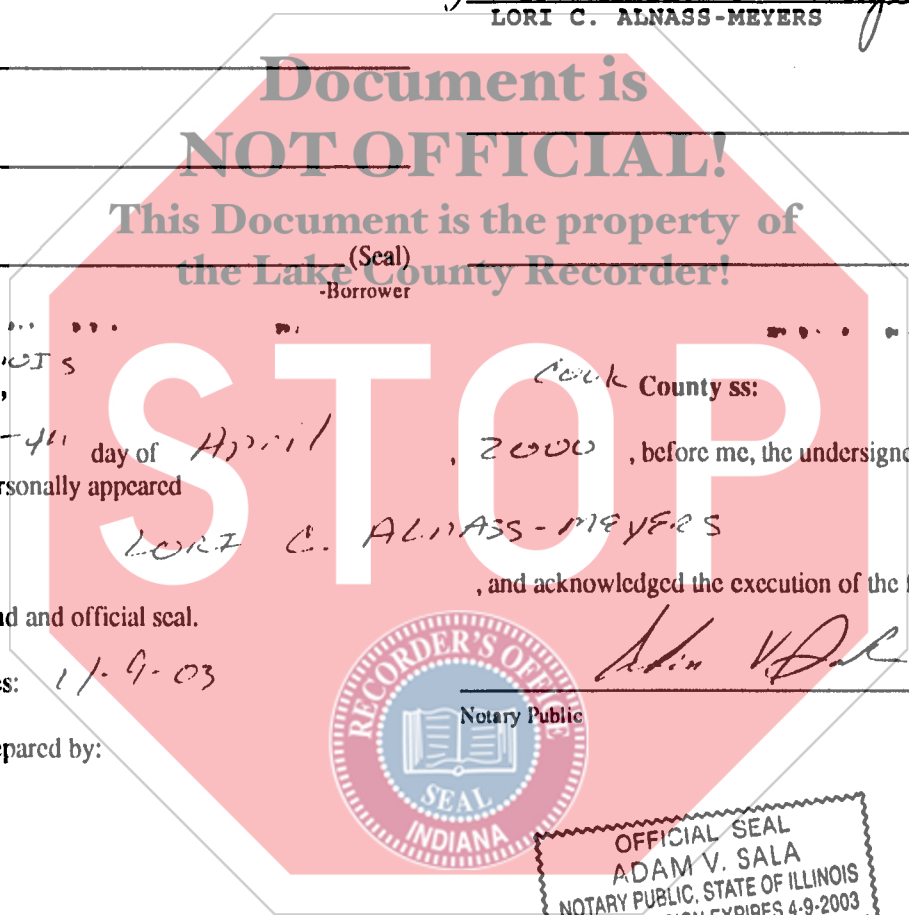 LORI C. ALNASS-MEYERS
Document is
NOT OFFICIAL!
This Document is the property of
the Lake County Recorder!
(Seal)
-Borrower
STOP
Cook County ss:
day of April , 2000 , before me, the undersigne
rsonally appeared
LORI C. ALNASS-MEYERS
, and acknowledged the execution of the f
nd and official seal.
es: 11-9-03
Notary Public
epared by:
RECORDER'S OFFICE
SEAL
INDIANA
OFFICIAL SEAL
ADAM V. SALA
NOTARY PUBLIC, STATE OF ILLINOIS
EXPIRES 4-9-2003